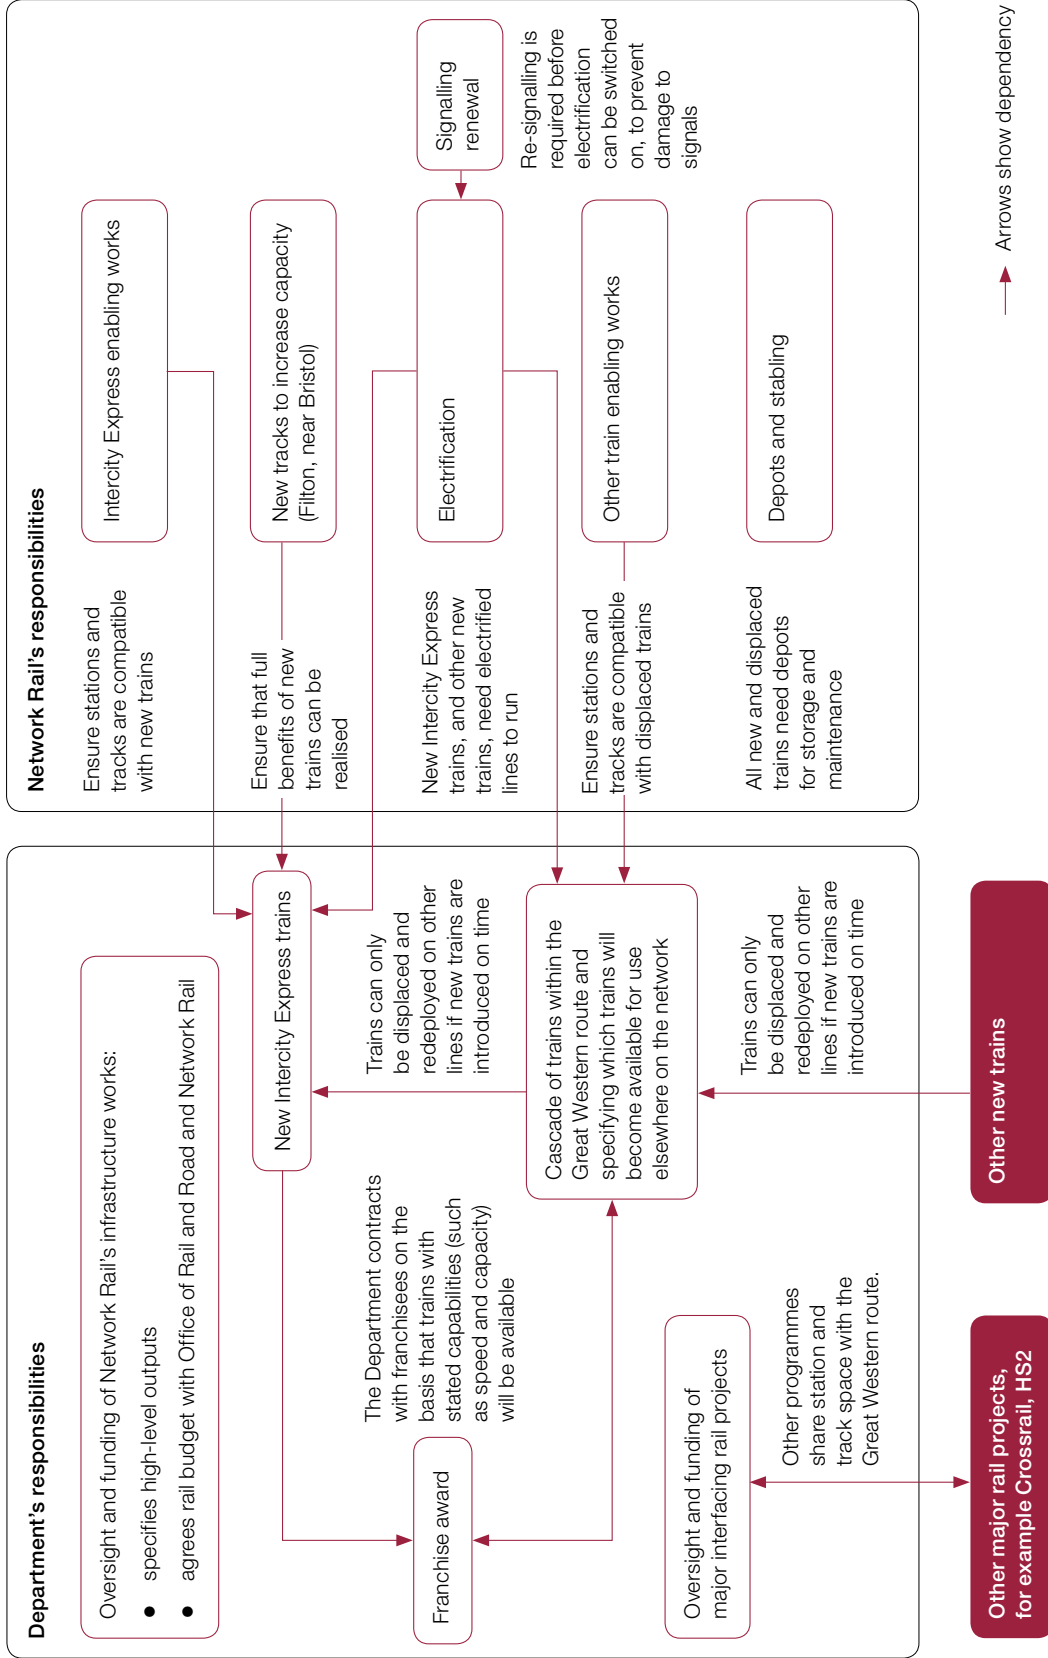 Department's responsibilities
Oversight and funding of Network Rail's infrastructure works:
● specifies high-level outputs
● agrees rail budget with Office of Rail and Road and Network Rail
New Intercity Express trains
Trains can only
be displaced and
redeployed on other
lines if new trains are
introduced on time
The Department contracts
with franchisees on the
basis that trains with
stated capabilities (such
as speed and capacity)
will be available
Franchise award
Cascade of trains within the
Great Western route and
specifying which trains will
become available for use
elsewhere on the network
Oversight and funding of
major interfacing rail projects
Other programmes
share station and
track space with the
Great Western route.
Trains can only
be displaced and
redeployed on other
lines if new trains are
introduced on time
Other major rail projects,
for example Crossrail, HS2
Other new trains
Network Rail's responsibilities
Ensure stations and
tracks are compatible
with new trains
Intercity Express enabling works
Ensure that full
benefits of new
trains can be
realised
New tracks to increase capacity
(Filton, near Bristol)
New Intercity Express
trains, and other new
trains, need electrified
lines to run
Electrification
Signalling
renewal
Re-signalling is
required before
electrification
can be switched
on, to prevent
damage to
signals
Ensure stations and
tracks are compatible
with displaced trains
Other train enabling works
All new and displaced
trains need depots
for storage and
maintenance
Depots and stabling
Arrows show dependency